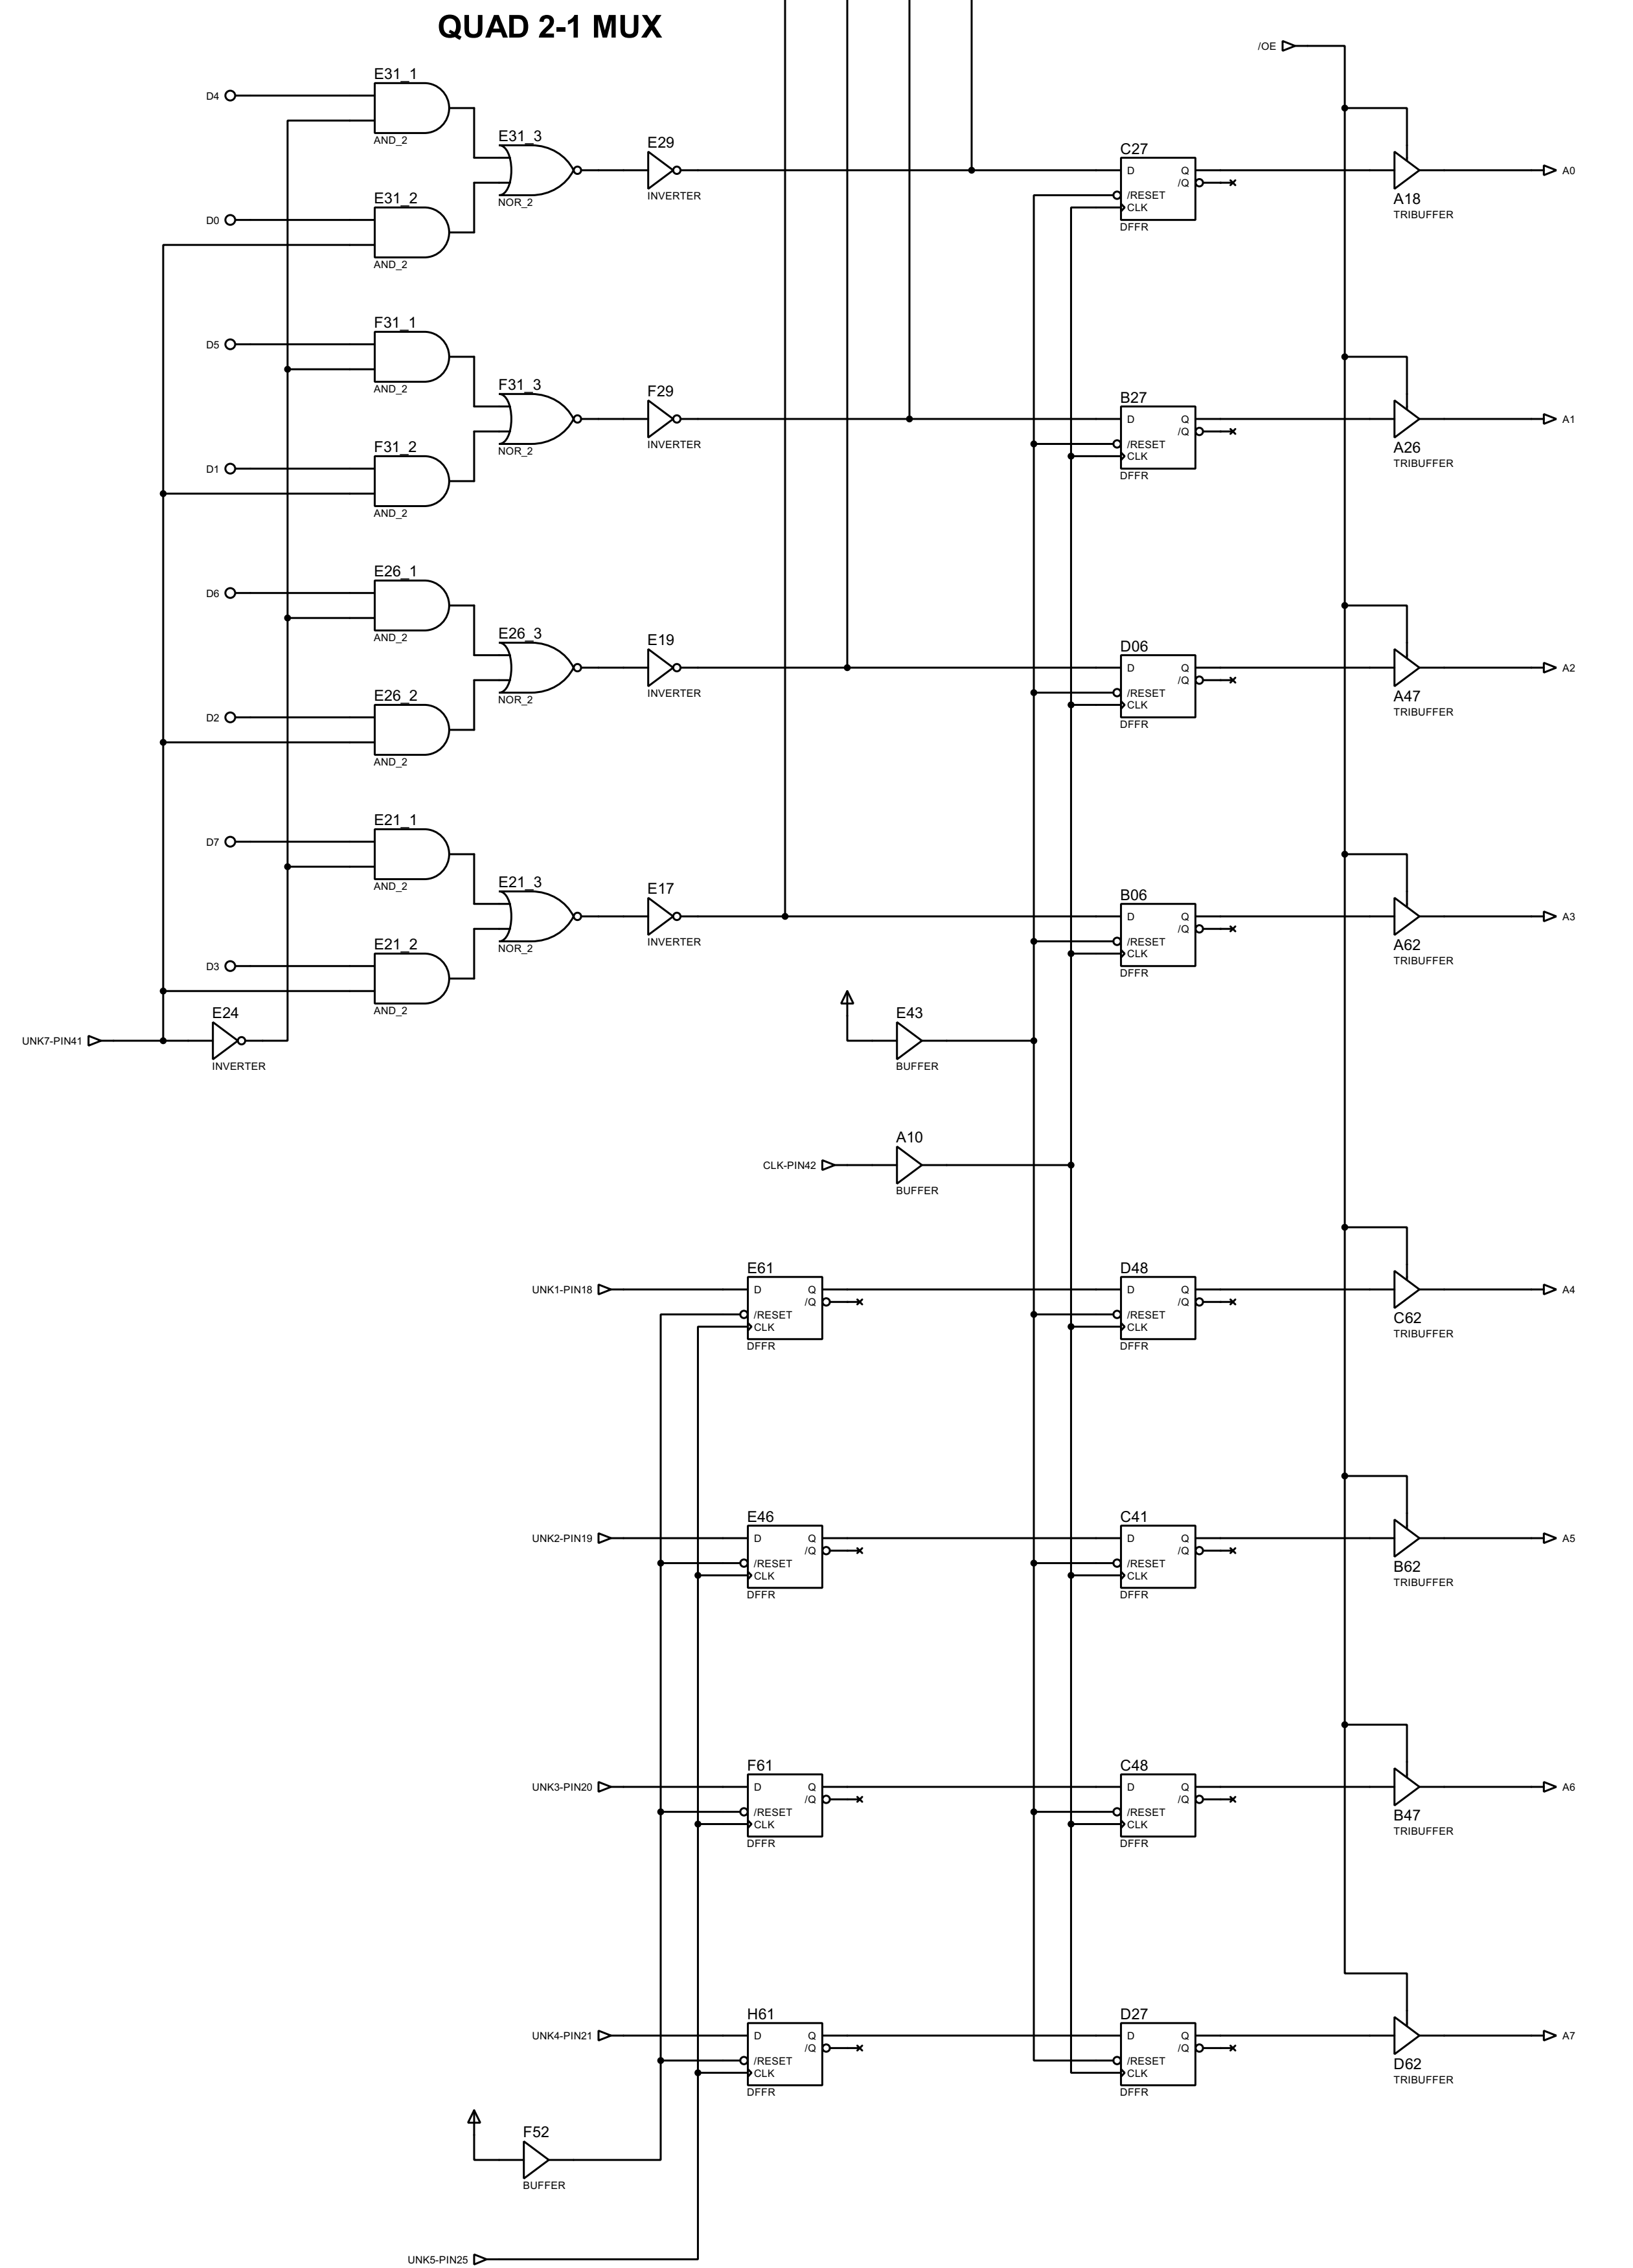 QUAD 2-1 MUX
/OE
E31_1
D4
AND_2
E31_3
NOR_2
E29
INVERTER
C27
D
Q
/Q
/RESET
CLK
DFFR
A18
TRIBUFFER
A0
E31_2
D0
AND_2
F31_1
D5
AND_2
F31_3
NOR_2
F29
INVERTER
B27
D
Q
/Q
/RESET
CLK
DFFR
A26
TRIBUFFER
A1
F31_2
D1
AND_2
E26_1
D6
AND_2
E26_3
NOR_2
E19
INVERTER
D06
D
Q
/Q
/RESET
CLK
DFFR
A47
TRIBUFFER
A2
E26_2
D2
AND_2
E21_1
D7
AND_2
E21_3
NOR_2
E17
INVERTER
B06
D
Q
/Q
/RESET
CLK
DFFR
A62
TRIBUFFER
A3
E21_2
D3
AND_2
UNK7-PIN41
E24
INVERTER
E43
BUFFER
CLK-PIN42
A10
BUFFER
UNK1-PIN18
E61
D
Q
/Q
/RESET
CLK
DFFR
D48
D
Q
/Q
/RESET
CLK
DFFR
C62
TRIBUFFER
A4
UNK2-PIN19
E46
D
Q
/Q
/RESET
CLK
DFFR
C41
D
Q
/Q
/RESET
CLK
DFFR
B62
TRIBUFFER
A5
UNK3-PIN20
F61
D
Q
/Q
/RESET
CLK
DFFR
C48
D
Q
/Q
/RESET
CLK
DFFR
B47
TRIBUFFER
A6
UNK4-PIN21
H61
D
Q
/Q
/RESET
CLK
DFFR
D27
D
Q
/Q
/RESET
CLK
DFFR
D62
TRIBUFFER
A7
F52
BUFFER
UNK5-PIN25